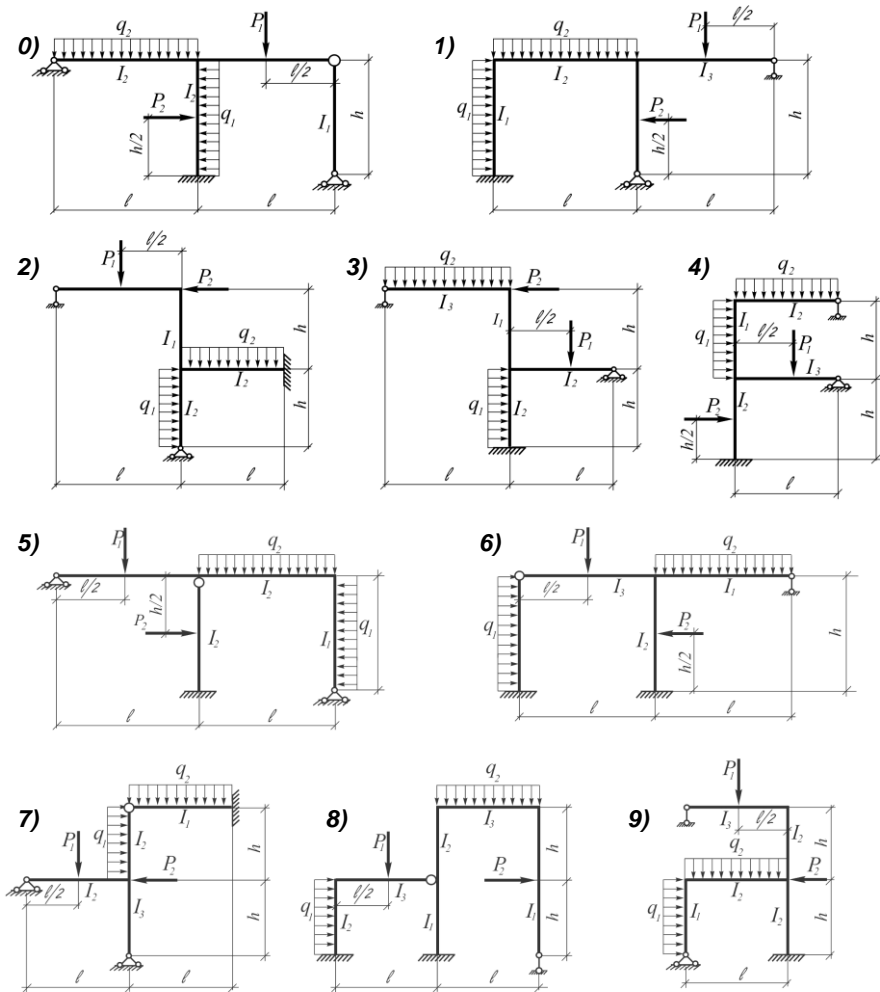 0)
q₂
P₁
ℓ/2
I₂
I₂
P₂
q₁
h/2
I₁
h
ℓ
ℓ
1)
q₂
P₁
ℓ/2
I₂
I₃
q₁
I₁
P₂
h/2
h
ℓ
ℓ
2)
P₁
ℓ/2
P₂
I₁
q₂
I₂
q₁
I₂
h
h
ℓ
ℓ
3)
q₂
P₂
I₃
I₁
ℓ/2
P₁
I₂
q₁
I₂
h
h
ℓ
ℓ
4)
q₂
I₁
I₂
q₁
ℓ/2
P₁
I₃
P₂
I₂
h/2
h
h
ℓ
5)
P₁
q₂
ℓ/2
I₂
h/2
P₂
I₂
I₁
q₁
h
ℓ
ℓ
6)
P₁
q₂
ℓ/2
I₃
I₁
q₁
I₂
P₂
h/2
h
ℓ
ℓ
7)
q₂
I₁
q₁
I₂
P₁
P₂
ℓ/2
I₂
I₃
h
h
ℓ
ℓ
8)
q₂
I₃
I₂
P₁
P₂
ℓ/2
I₃
q₁
I₂
I₁
I₁
h
h
ℓ
ℓ
9)
P₁
I₃
ℓ/2
I₂
q₂
P₂
I₂
q₁
I₁
I₂
h
h
ℓ